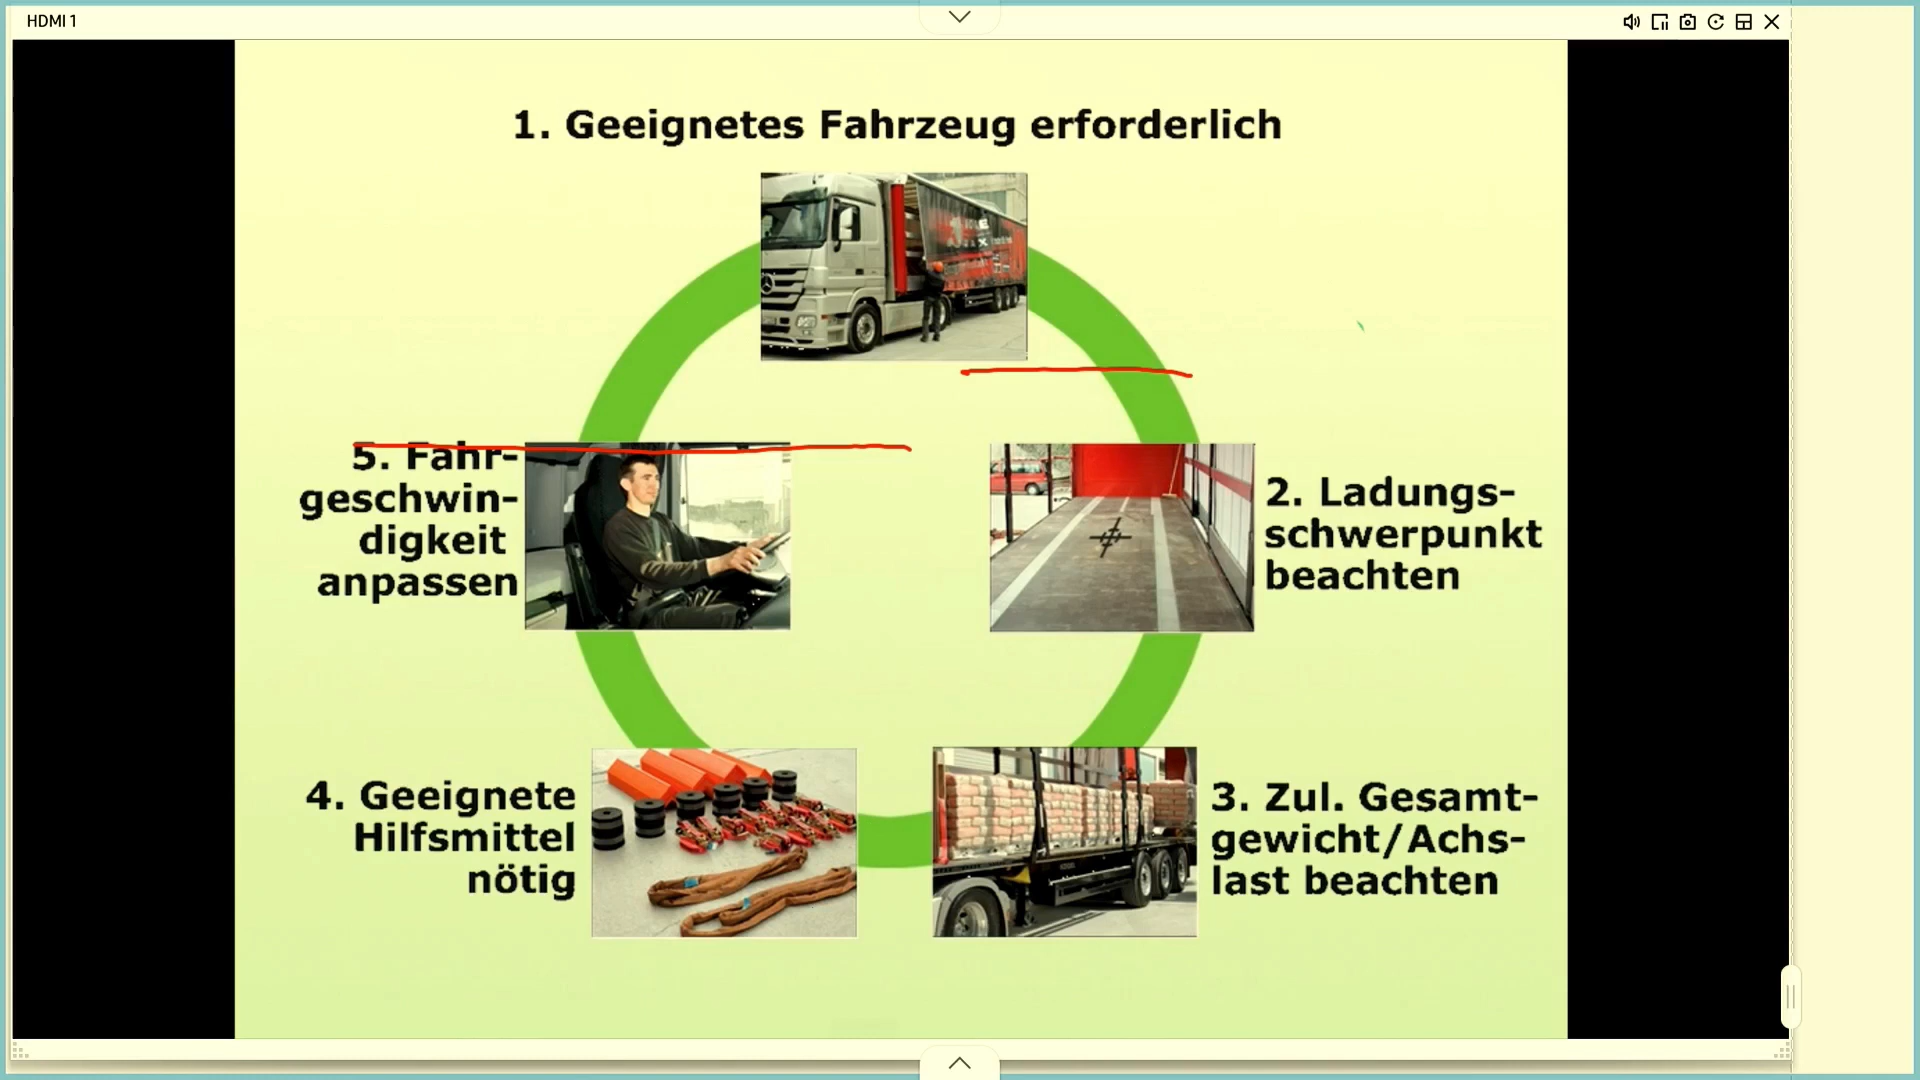 HDMI 1
1. Geeignetes Fahrzeug erforderlich
2. Ladungs-
schwerpunkt
beachten
3. Zul. Gesamt-
gewicht/Achs-
last beachten
4. Geeignete
Hilfsmittel
nötig
5. Fahr-
geschwin-
digkeit
anpassen